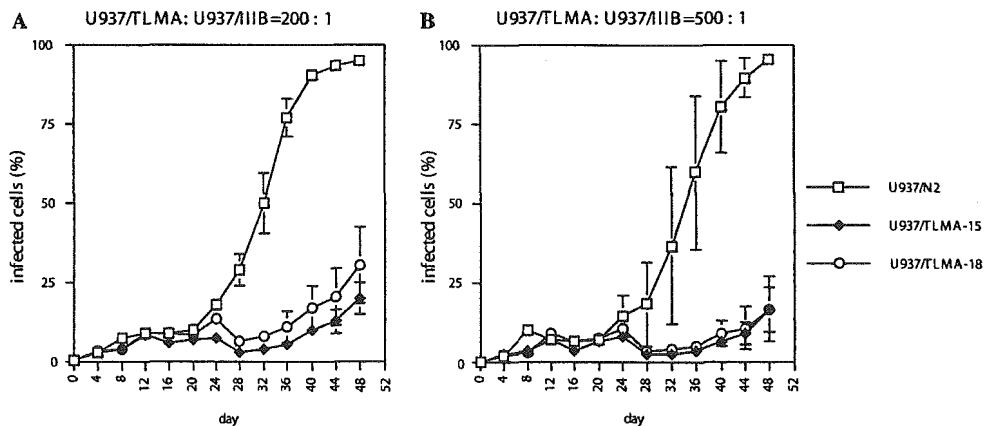 A
U937/TLMA: U937/IIIB=200 : 1
100
75
50
25
0
infected cells (%)
0 4 8 12 16 20 24 28 32 36 40 44 48 52
day
B
U937/TLMA: U937/IIIB=500 : 1
100
75
50
25
0
infected cells (%)
0 4 8 12 16 20 24 28 32 36 40 44 48 52
day
U937/N2
U937/TLMA-15
U937/TLMA-18